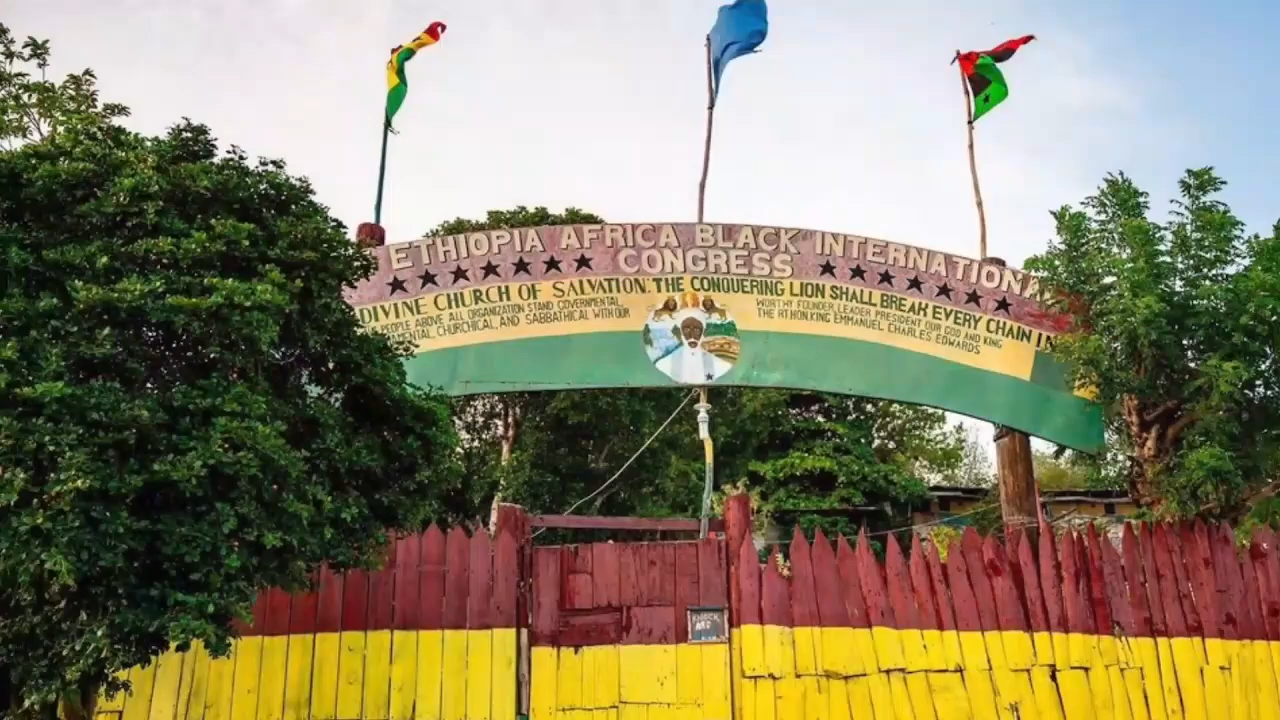 ETHIOPIA AFRICA BLACK INTERNATIONAL
CONGRESS
DIVINE CHURCH OF SALVATION. THE CONQUERING LION SHALL BREAK EVERY CHAIN
PEOPLE ABOVE ALL ORGANIZATION STAND GOVERNMENTAL,
CHURCHICAL, AND SABBATHICAL WITH OUR
WORTHY FOUNDER LEADER PRESIDENT OUR GOD AND KING
THE RT.HON.KING EMMANUEL CHARLES EDWARDS
KNOCK